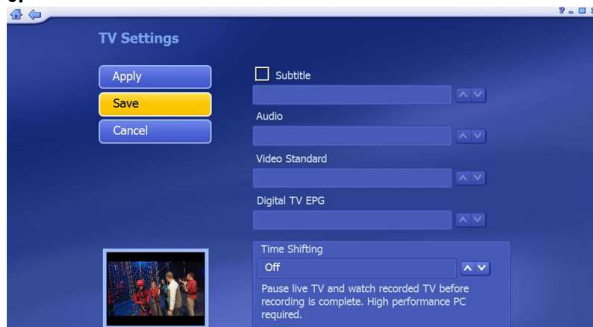 TV Settings
Apply
Save
Cancel
Subtitle
Audio
Video Standard
Digital TV EPG
Time Shifting
Off
Pause live TV and watch recorded TV before
recording is complete. High performance PC
required.